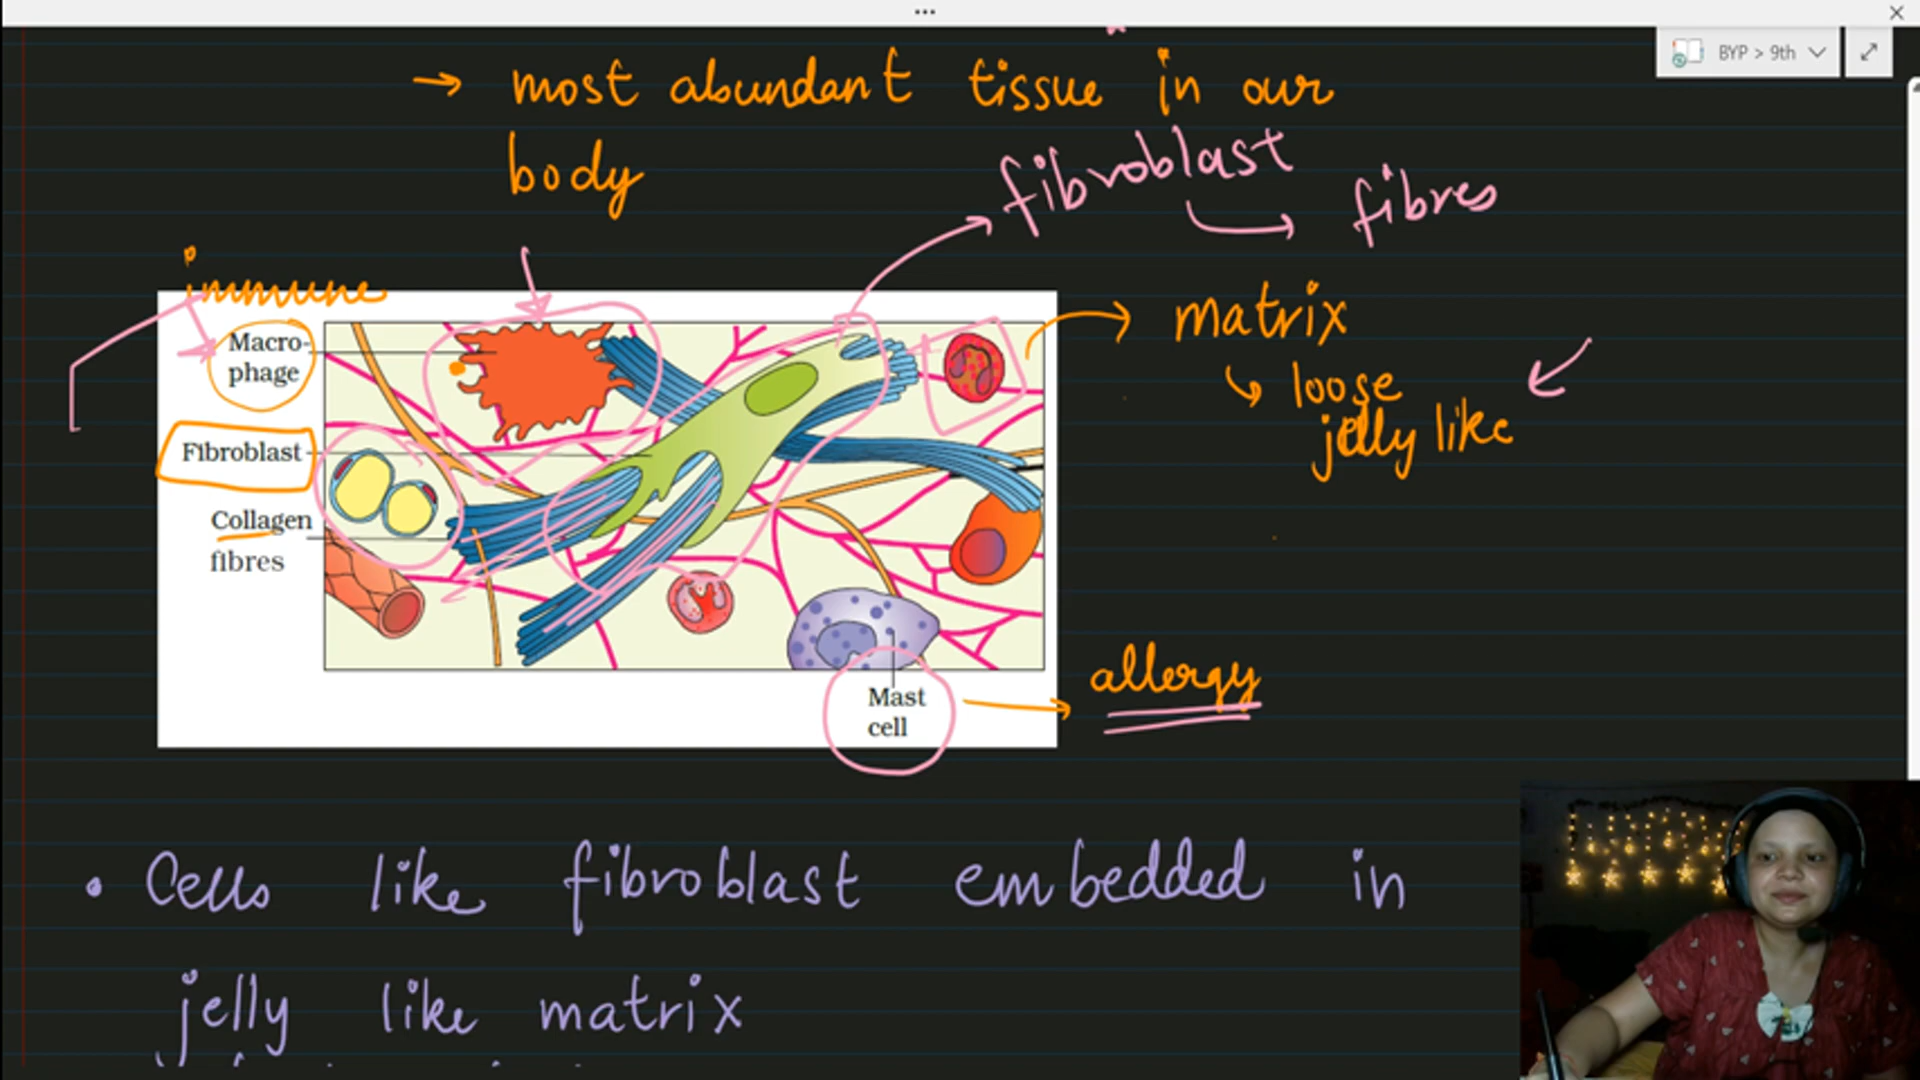 ...
BYP > 9th
→ most abundant tissue in our
body
fibroblast
fibres
immune
Macro-
phage
Fibroblast
Collagen
fibres
matrix
loose
jelly like
Mast
cell
allergy
• Cells like fibroblast embedded in
jelly like matrix